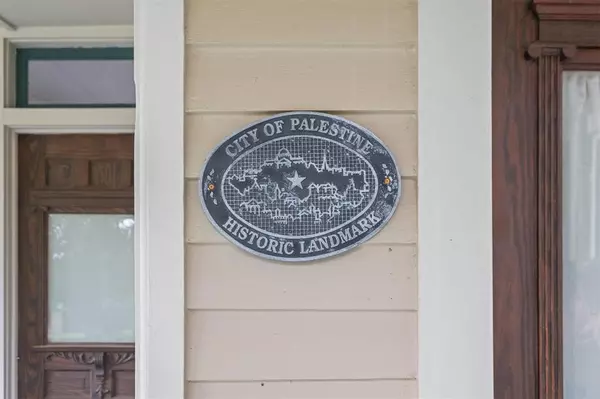 CITY OF PALESTINE
HISTORIC LANDMARK